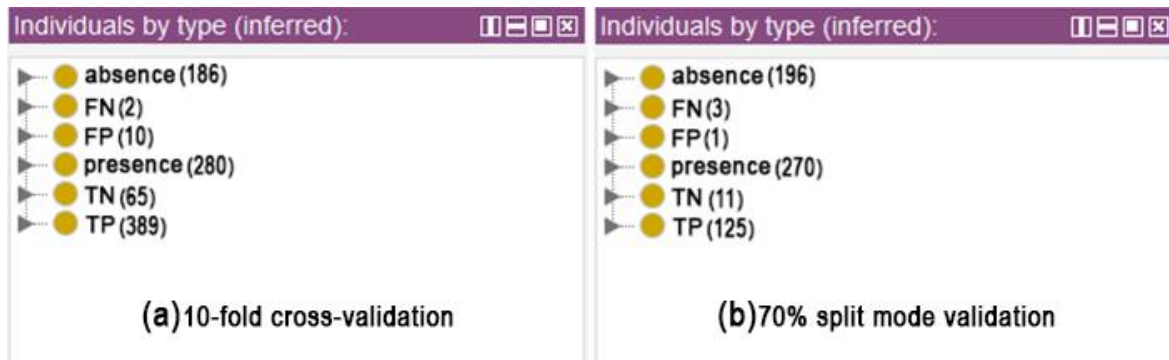 Individuals by type (inferred):
absence (186)
FN (2)
FP (10)
presence (280)
TN (65)
TP (389)
(a) 10-fold cross-validation
Individuals by type (inferred):
absence (196)
FN (3)
FP (1)
presence (270)
TN (11)
TP (125)
(b) 70% split mode validation